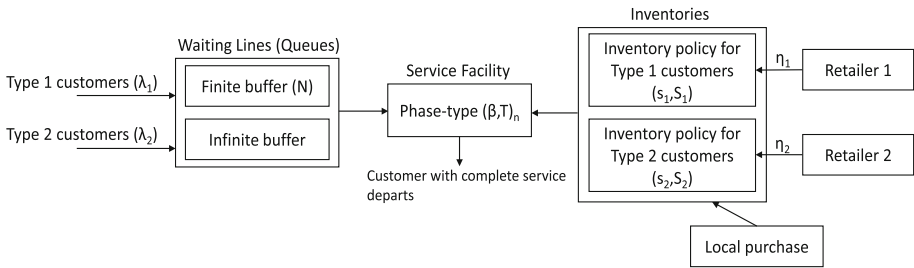 Inventories
Waiting Lines (Queues)
Type 1 customers (λ1)
Finite buffer (N)
Type 2 customers (λ2)
Infinite buffer
Service Facility
Phase-type (β,T)n
Customer with complete service
departs
Inventory policy for
Type 1 customers
(s1,S1)
Inventory policy for
Type 2 customers
(s2,S2)
η1
Retailer 1
η2
Retailer 2
Local purchase